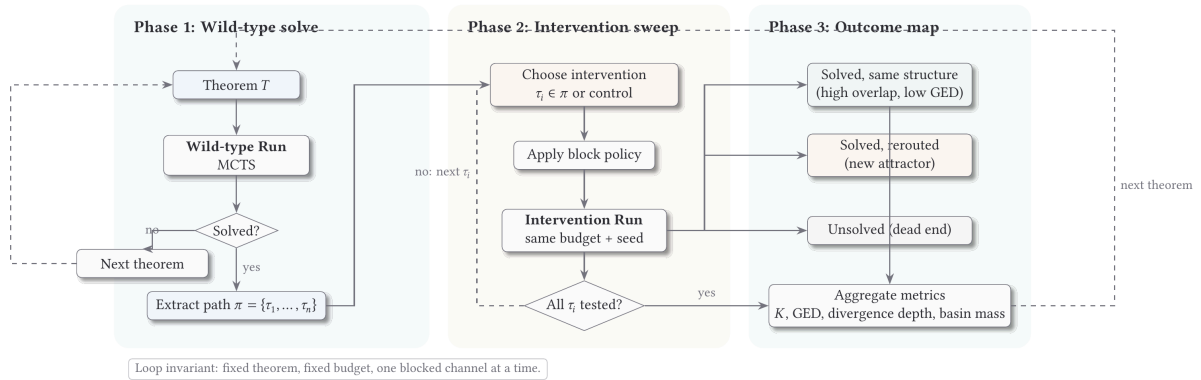 Phase 1: Wild-type solve
Theorem T
Wild-type Run
MCTS
Solved?
no
Next theorem
yes
Extract path π = {τ₁, … , τₙ}
Phase 2: Intervention sweep
Choose intervention
τᵢ ∈ π or control
Apply block policy
no: next τᵢ
Intervention Run
same budget + seed
All τᵢ tested?
yes
Phase 3: Outcome map
Solved, same structure
(high overlap, low GED)
Solved, rerouted
(new attractor)
Unsolved (dead end)
Aggregate metrics
K, GED, divergence depth, basin mass
next theorem
Loop invariant: fixed theorem, fixed budget, one blocked channel at a time.